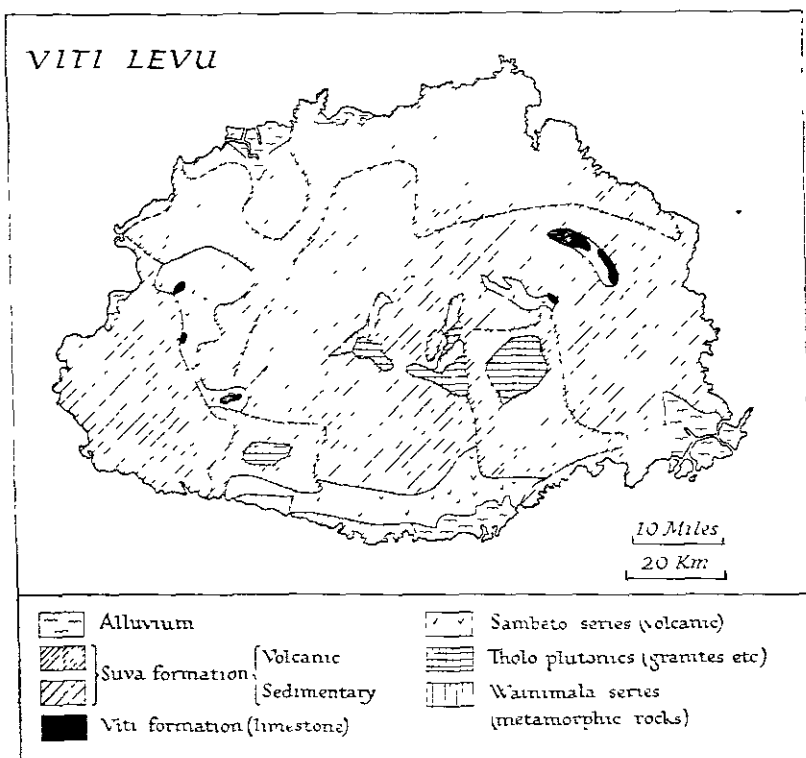 VITI LEVU
10 Miles
20 Km
Alluvium
Suva formation
Volcanic
Sedimentary
Viti formation (limestone)
Sambeto series (volcanic)
Tholo plutonics (granites etc)
Wainimala series
(metamorphic rocks)